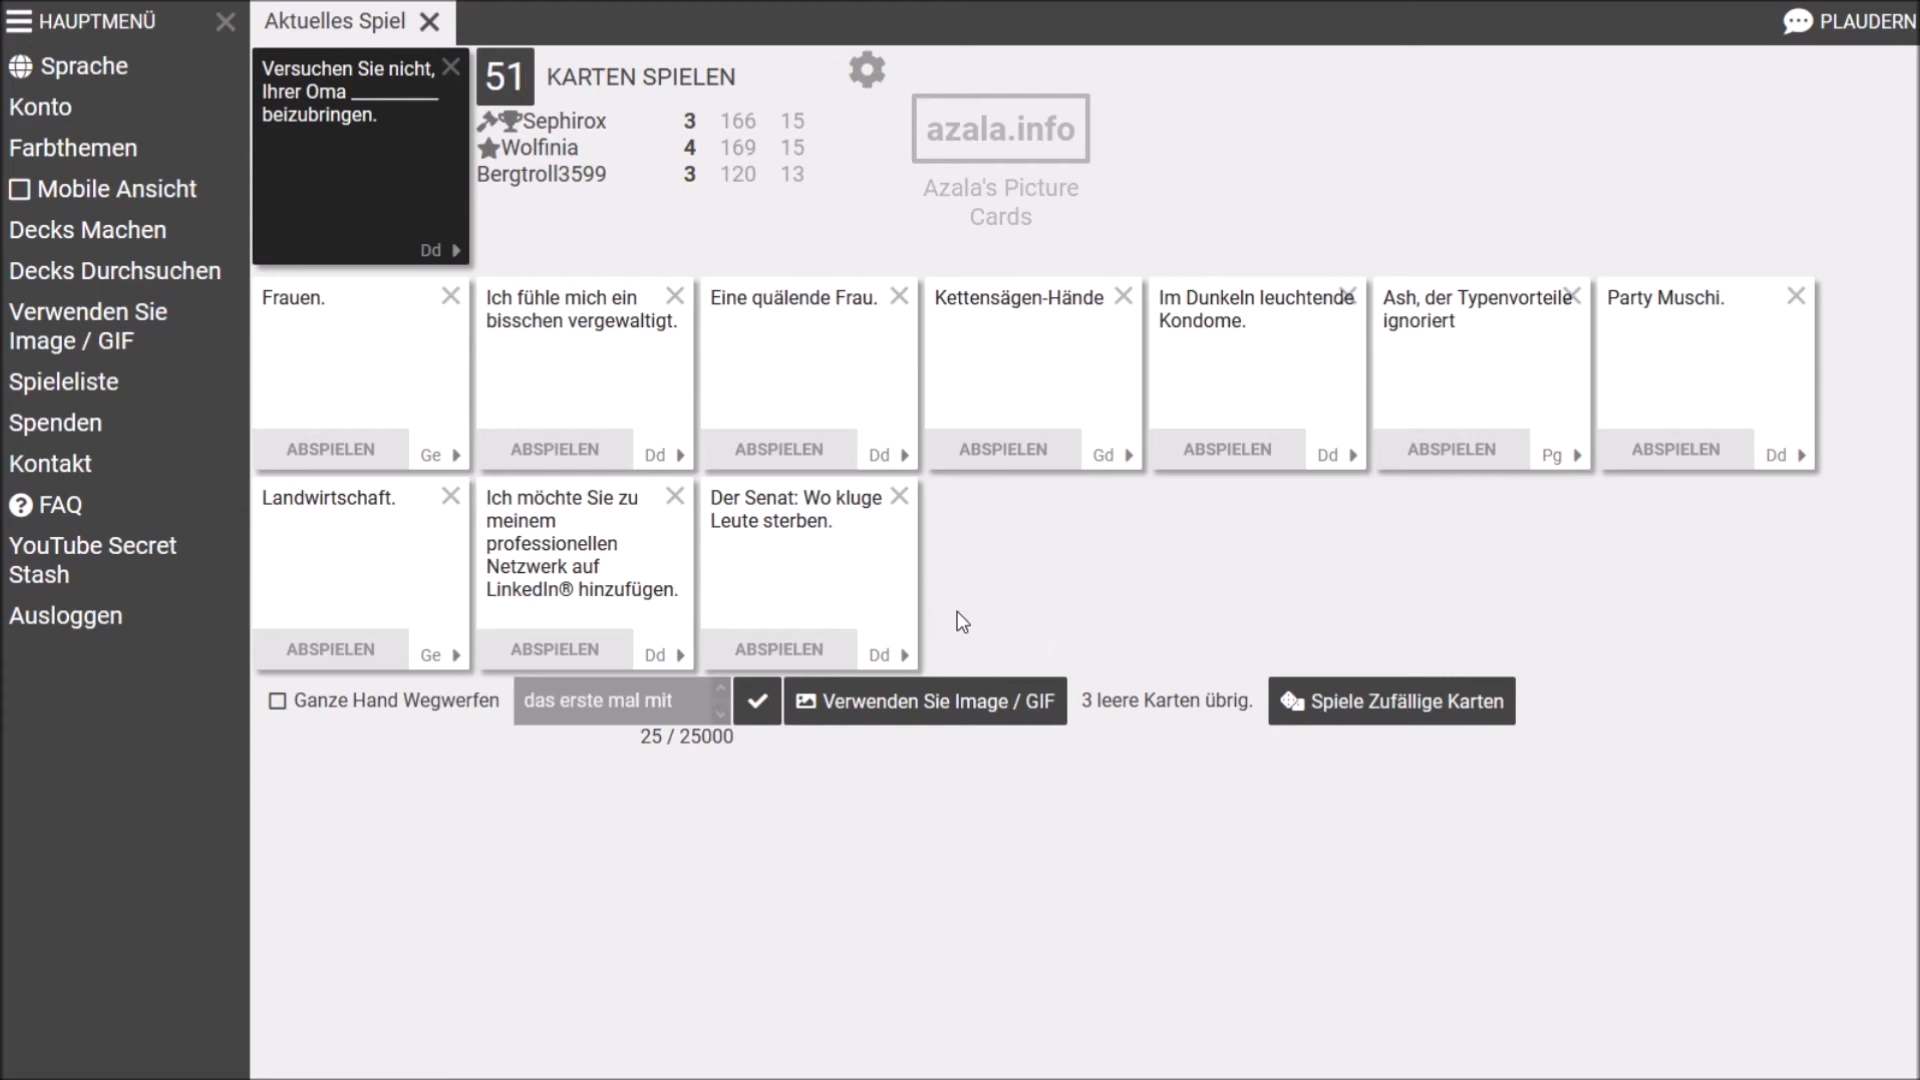 HAUPTMENÜ
Aktuelles Spiel
PLAUDERN
Sprache
Konto
Farbthemen
Mobile Ansicht
Decks Machen
Decks Durchsuchen
Verwenden Sie
Image / GIF
Spieleliste
Spenden
Kontakt
FAQ
YouTube Secret
Stash
Ausloggen
Versuchen Sie nicht,
Ihrer Oma __________
beizubringen.
Dd
51 KARTEN SPIELEN
Sephirox 3 166 15
Wolfinia 4 169 15
Bergtroll3599 3 120 13
azala.info
Azala's Picture
Cards
Frauen.
ABSPIELEN Ge
Ich fühle mich ein
bisschen vergewaltigt.
ABSPIELEN Dd
Eine quälende Frau.
ABSPIELEN Dd
Kettensägen-Hände
ABSPIELEN Gd
Im Dunkeln leuchtende
Kondome.
ABSPIELEN Dd
Ash, der Typenvorteile
ignoriert
ABSPIELEN Pg
Party Muschi.
ABSPIELEN Dd
Landwirtschaft.
ABSPIELEN Ge
Ich möchte Sie zu
meinem
professionellen
Netzwerk auf
LinkedIn® hinzufügen.
ABSPIELEN Dd
Der Senat: Wo kluge
Leute sterben.
ABSPIELEN Dd
Ganze Hand Wegwerfen
das erste mal mit
Verwenden Sie Image / GIF
3 leere Karten übrig.
Spiele Zufällige Karten
25 / 25000